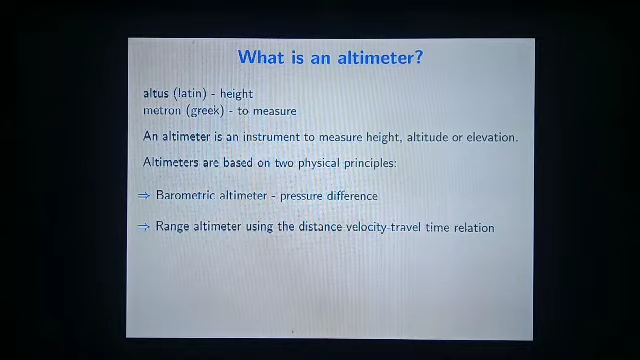 What is an altimeter?
altus (latin) - height
metron (greek) - to measure
An altimeter is an instrument to measure height, altitude or elevation.
Altimeters are based on two physical principles:
⇒ Barometric altimeter - pressure difference
⇒ Range altimeter using the distance velocity-travel time relation